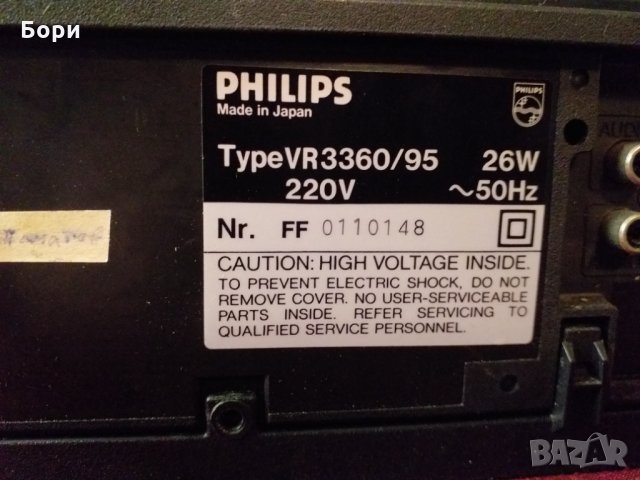 Бори
PHILIPS
Made in Japan
PHILIPS
Type VR3360/95 26W
220V ~50Hz
Nr. FF 0110148
CAUTION: HIGH VOLTAGE INSIDE.
TO PREVENT ELECTRIC SHOCK, DO NOT
REMOVE COVER. NO USER-SERVICEABLE
PARTS INSIDE. REFER SERVICING TO
QUALIFIED SERVICE PERSONNEL.
BAZAR